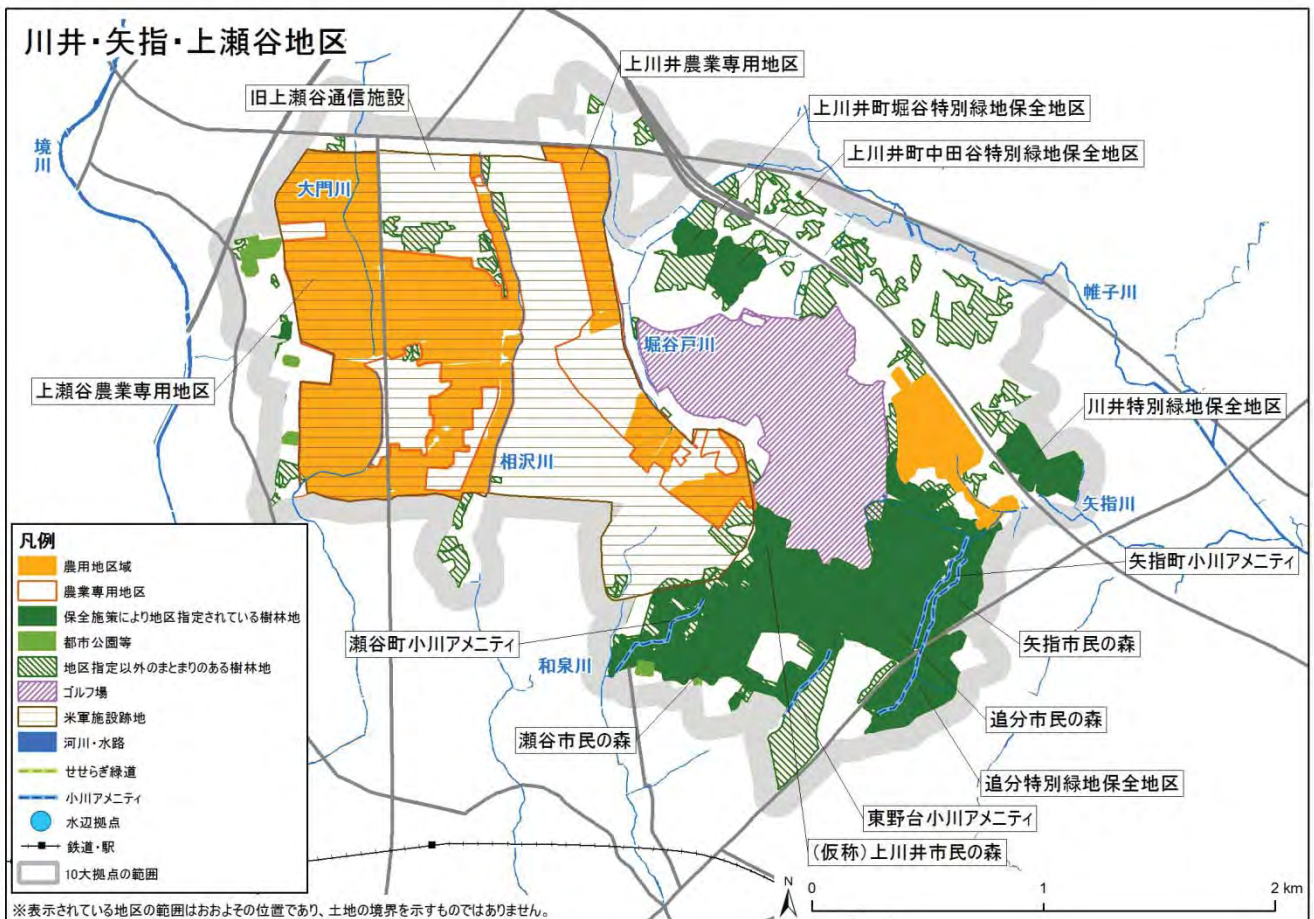 川井・矢指・上瀬谷地区
上川井農業専用地区
旧上瀬谷通信施設
上川井町堀谷特別緑地保全地区
上川井町中田谷特別緑地保全地区
境川
大門川
帷子川
堀谷戸川
上瀬谷農業専用地区
川井特別緑地保全地区
相沢川
矢指川
矢指町小川アメニティ
瀬谷町小川アメニティ
矢指市民の森
和泉川
追分市民の森
瀬谷市民の森
追分特別緑地保全地区
東野台小川アメニティ
(仮称)上川井市民の森
凡例
農用地区域
農業専用地区
保全施策により地区指定されている樹林地
都市公園等
地区指定以外のまとまりのある樹林地
ゴルフ場
米軍施設跡地
河川・水路
せせらぎ緑道
小川アメニティ
水辺拠点
鉄道・駅
10大拠点の範囲
N
0 1 2 km
※表示されている地区の範囲はおおよその位置であり、土地の境界を示すものではありません。